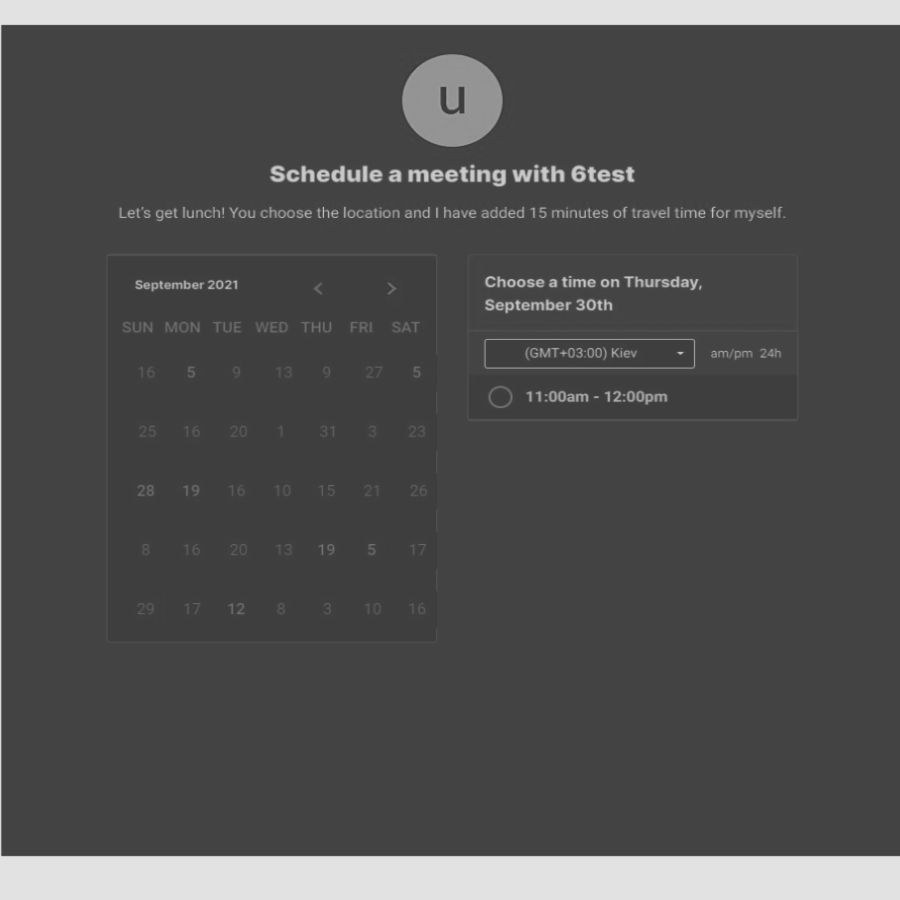 u
Schedule a meeting with 6test
Let's get lunch! You choose the location and I have added 15 minutes of travel time for myself.
September 2021 < >
SUN MON TUE WED THU FRI SAT
16 5 9 13 9 27 5
25 16 20 1 31 3 23
28 19 16 10 15 21 26
8 16 20 13 19 5 17
29 17 12 8 3 10 16
Choose a time on Thursday,
September 30th
(GMT+03:00) Kiev am/pm 24h
11:00am - 12:00pm